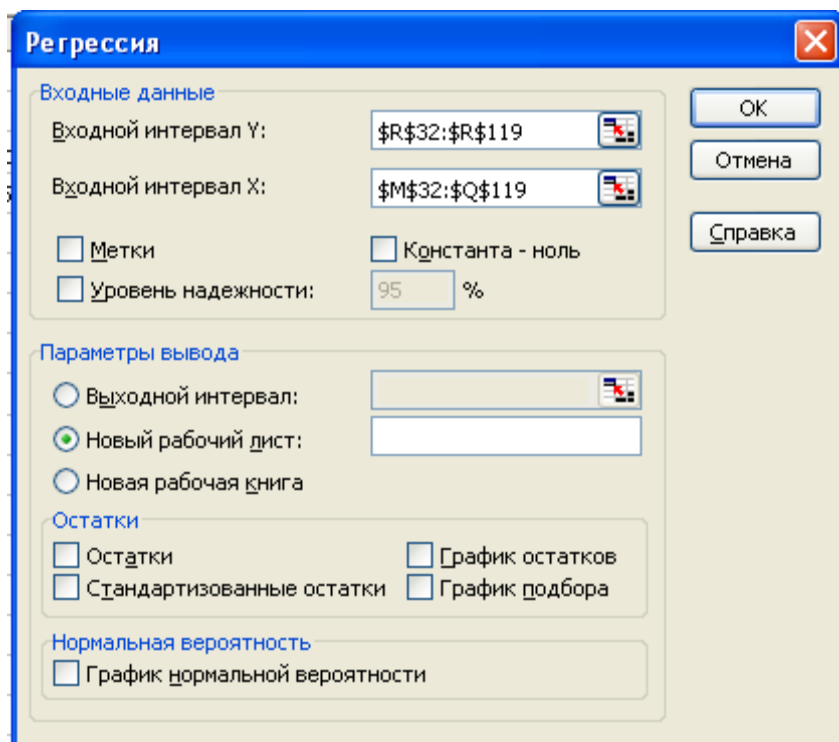 Регрессия
Входные данные
Входной интервал Y: $R$32:$R$119
Входной интервал X: $M$32:$Q$119
Метки Константа - ноль
Уровень надежности: 95 %
OK
Отмена
Справка
Параметры вывода
Выходной интервал:
Новый рабочий лист:
Новая рабочая книга
Остатки
Остатки График остатков
Стандартизованные остатки График подбора
Нормальная вероятность
График нормальной вероятности